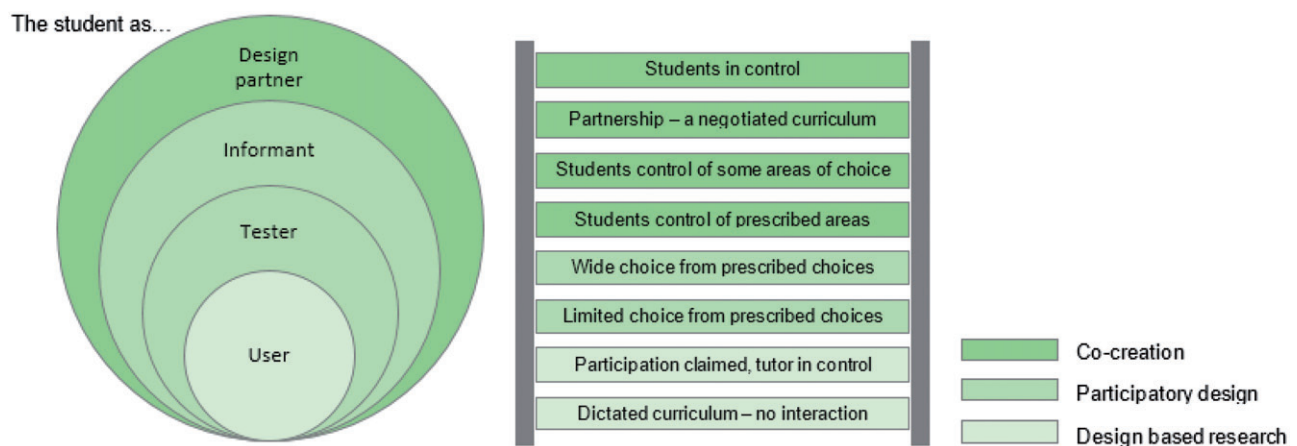 The student as...
Design
partner
Informant
Tester
User
Students in control
Partnership – a negotiated curriculum
Students control of some areas of choice
Students control of prescribed areas
Wide choice from prescribed choices
Limited choice from prescribed choices
Participation claimed, tutor in control
Dictated curriculum – no interaction
Co-creation
Participatory design
Design based research